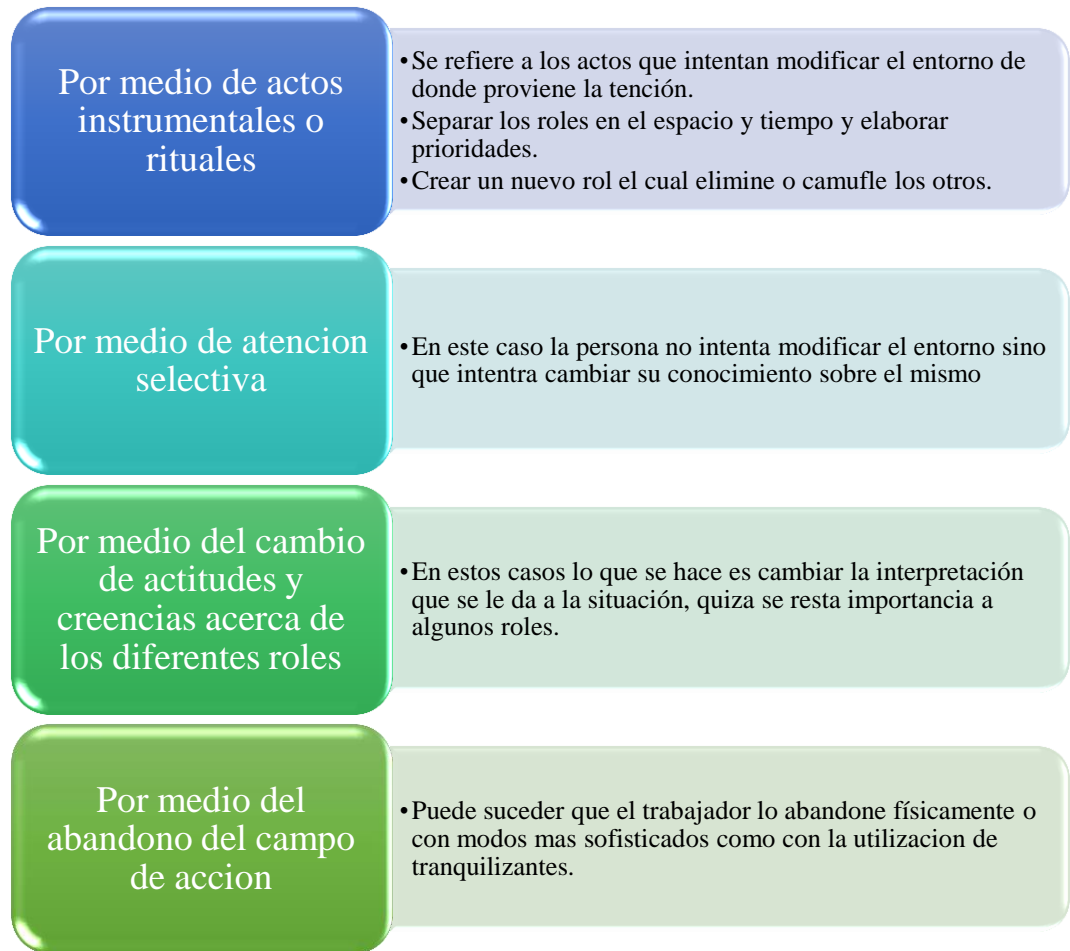 Por medio de actos
instrumentales o
rituales
•Se refiere a los actos que intentan modificar el entorno de
donde proviene la tención.
•Separar los roles en el espacio y tiempo y elaborar
prioridades.
•Crear un nuevo rol el cual elimine o camufle los otros.
Por medio de atencion
selectiva
•En este caso la persona no intenta modificar el entorno sino
que intentra cambiar su conocimiento sobre el mismo
Por medio del cambio
de actitudes y
creencias acerca de
los diferentes roles
•En estos casos lo que se hace es cambiar la interpretación
que se le da a la situación, quiza se resta importancia a
algunos roles.
Por medio del
abandono del campo
de accion
•Puede suceder que el trabajador lo abandone físicamente o
con modos mas sofisticados como con la utilizacion de
tranquilizantes.